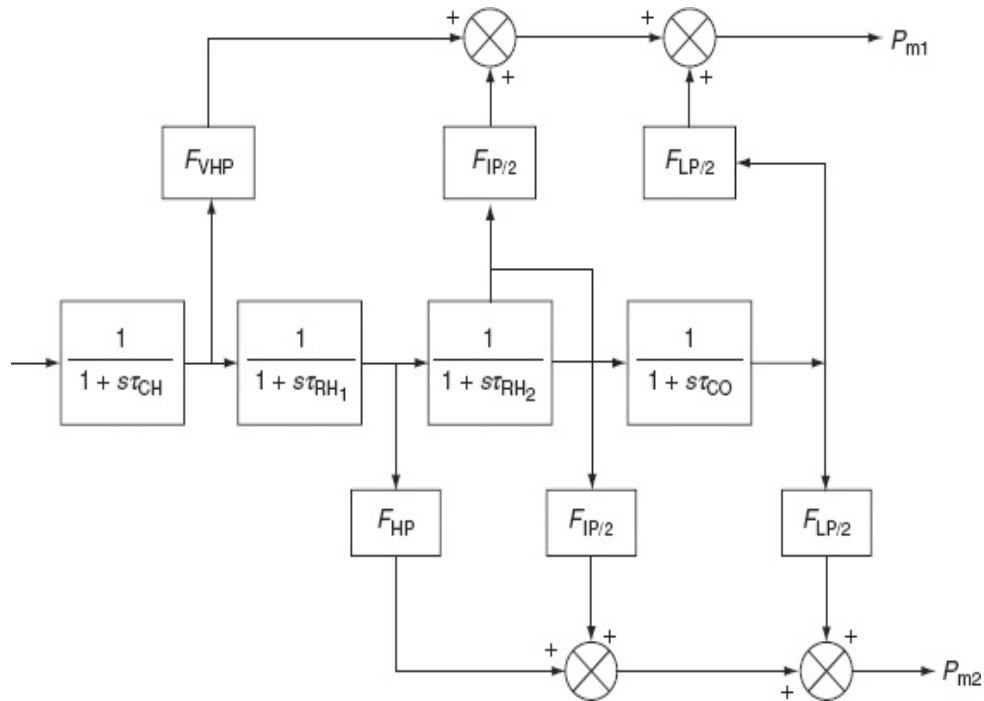 + + P_m1
+ +
F_VHP F_IP/2 F_LP/2
1 1 1 1
1 + sτ_CH 1 + sτ_RH₁ 1 + sτ_RH₂ 1 + sτ_CO
F_HP F_IP/2 F_LP/2
+ + +
+ P_m2